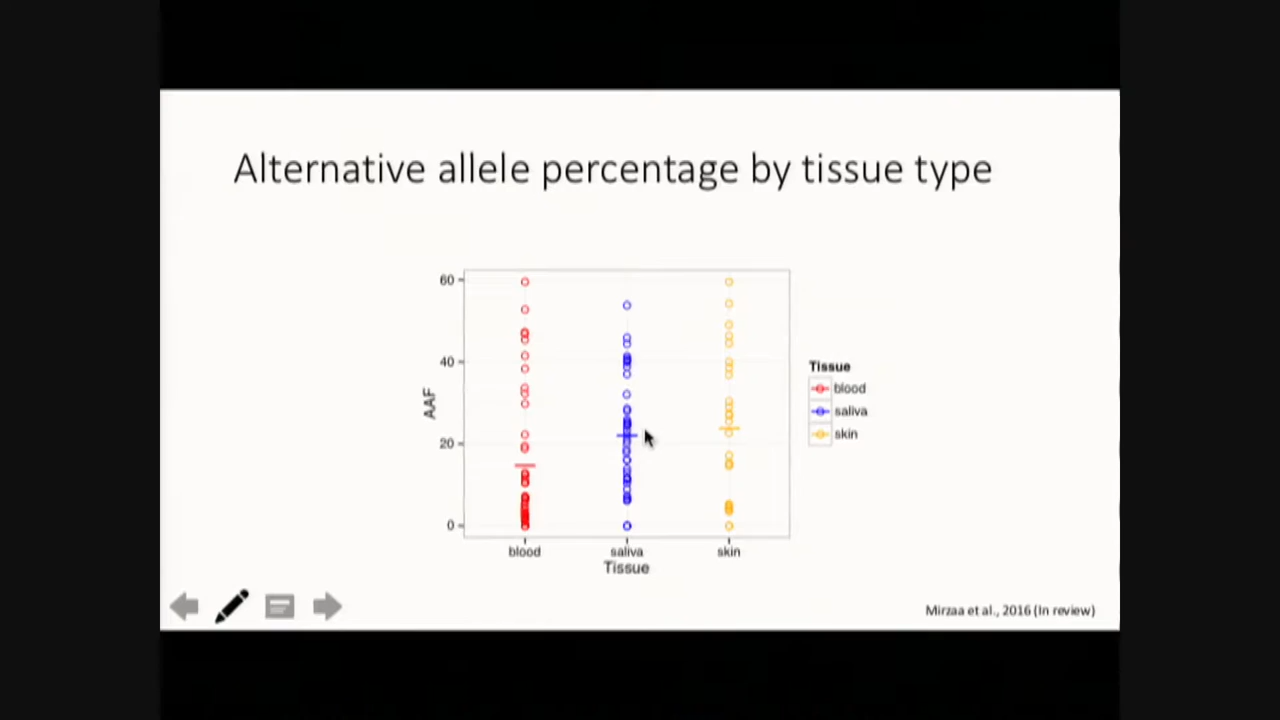 Alternative allele percentage by tissue type
60
40
20
0
AAF
blood saliva skin
Tissue
Tissue
blood
saliva
skin
Mirzaa et al., 2016 (In review)